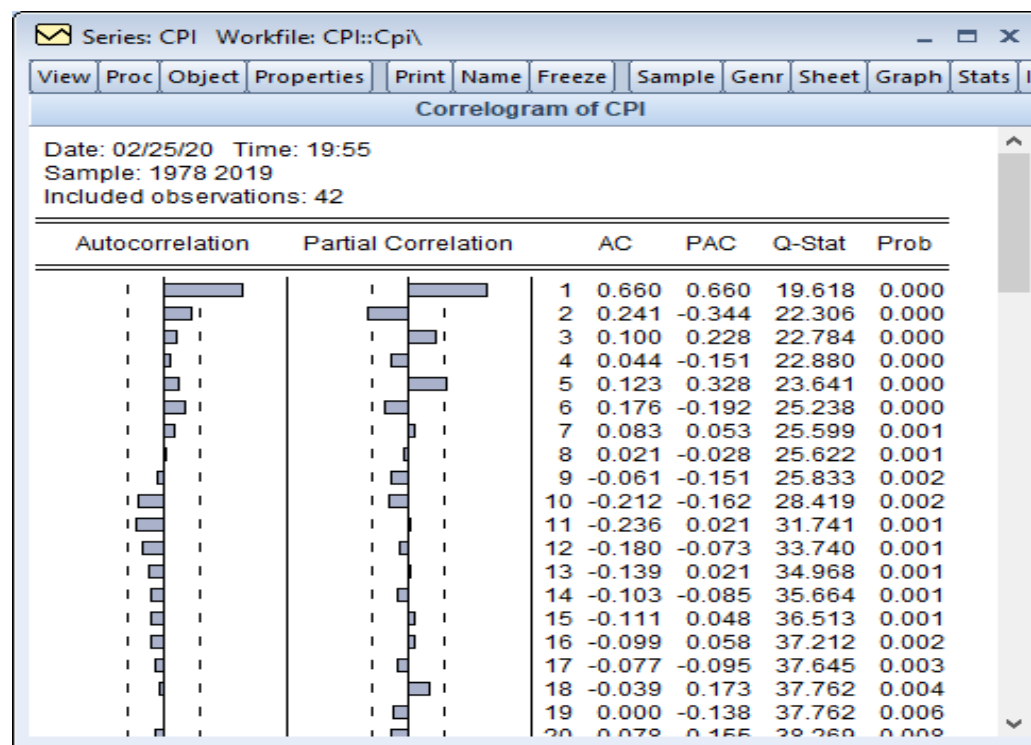 Series: CPI Workfile: CPI::Cpi\
View Proc Object Properties Print Name Freeze Sample Genr Sheet Graph Stats
Correlogram of CPI
Date: 02/25/20 Time: 19:55
Sample: 1978 2019
Included observations: 42
Autocorrelation Partial Correlation AC PAC Q-Stat Prob
1 0.660 0.660 19.618 0.000
2 0.241 -0.344 22.306 0.000
3 0.100 0.228 22.784 0.000
4 0.044 -0.151 22.880 0.000
5 0.123 0.328 23.641 0.000
6 0.176 -0.192 25.238 0.000
7 0.083 0.053 25.599 0.001
8 0.021 -0.028 25.622 0.001
9 -0.061 -0.151 25.833 0.002
10 -0.212 -0.162 28.419 0.002
11 -0.236 0.021 31.741 0.001
12 -0.180 -0.073 33.740 0.001
13 -0.139 0.021 34.968 0.001
14 -0.103 -0.085 35.664 0.001
15 -0.111 0.048 36.513 0.001
16 -0.099 0.058 37.212 0.002
17 -0.077 -0.095 37.645 0.003
18 -0.039 0.173 37.762 0.004
19 0.000 -0.138 37.762 0.006
20 0.078 0.155 38.269 0.008